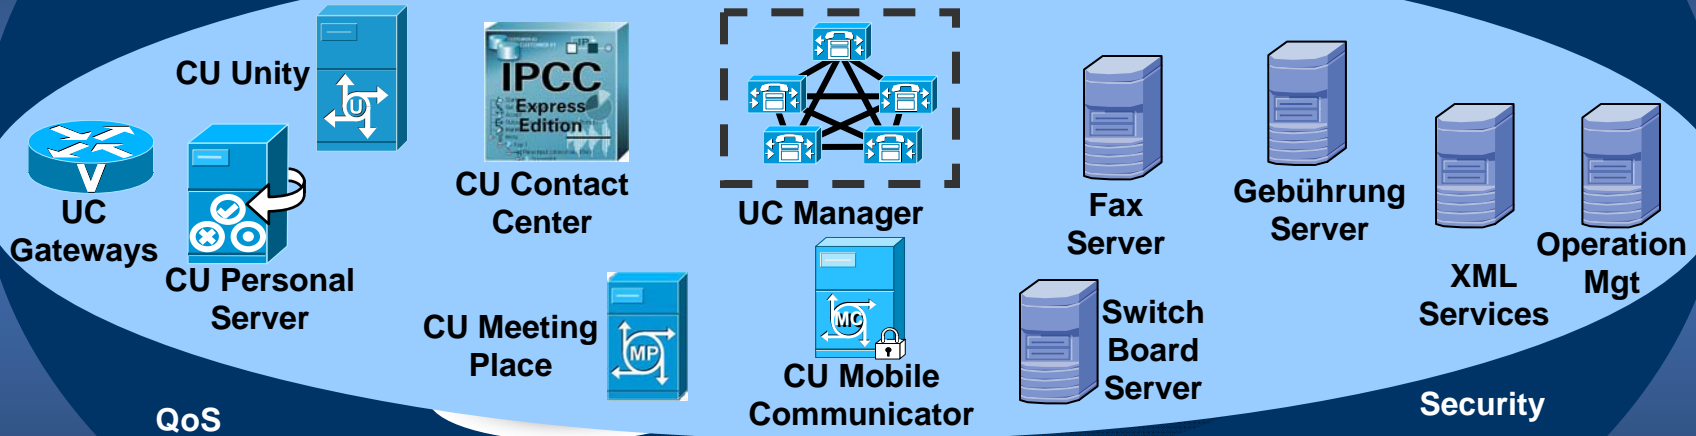 CU Unity
U
IPCC
Express
Edition
CU Contact
Center
UC Manager
V
UC
Gateways
CU Personal
Server
CU Meeting
Place
MP
MC
CU Mobile
Communicator
Fax
Server
Gebührung
Server
Switch
Board
Server
XML
Services
Operation
Mgt
QoS
Security